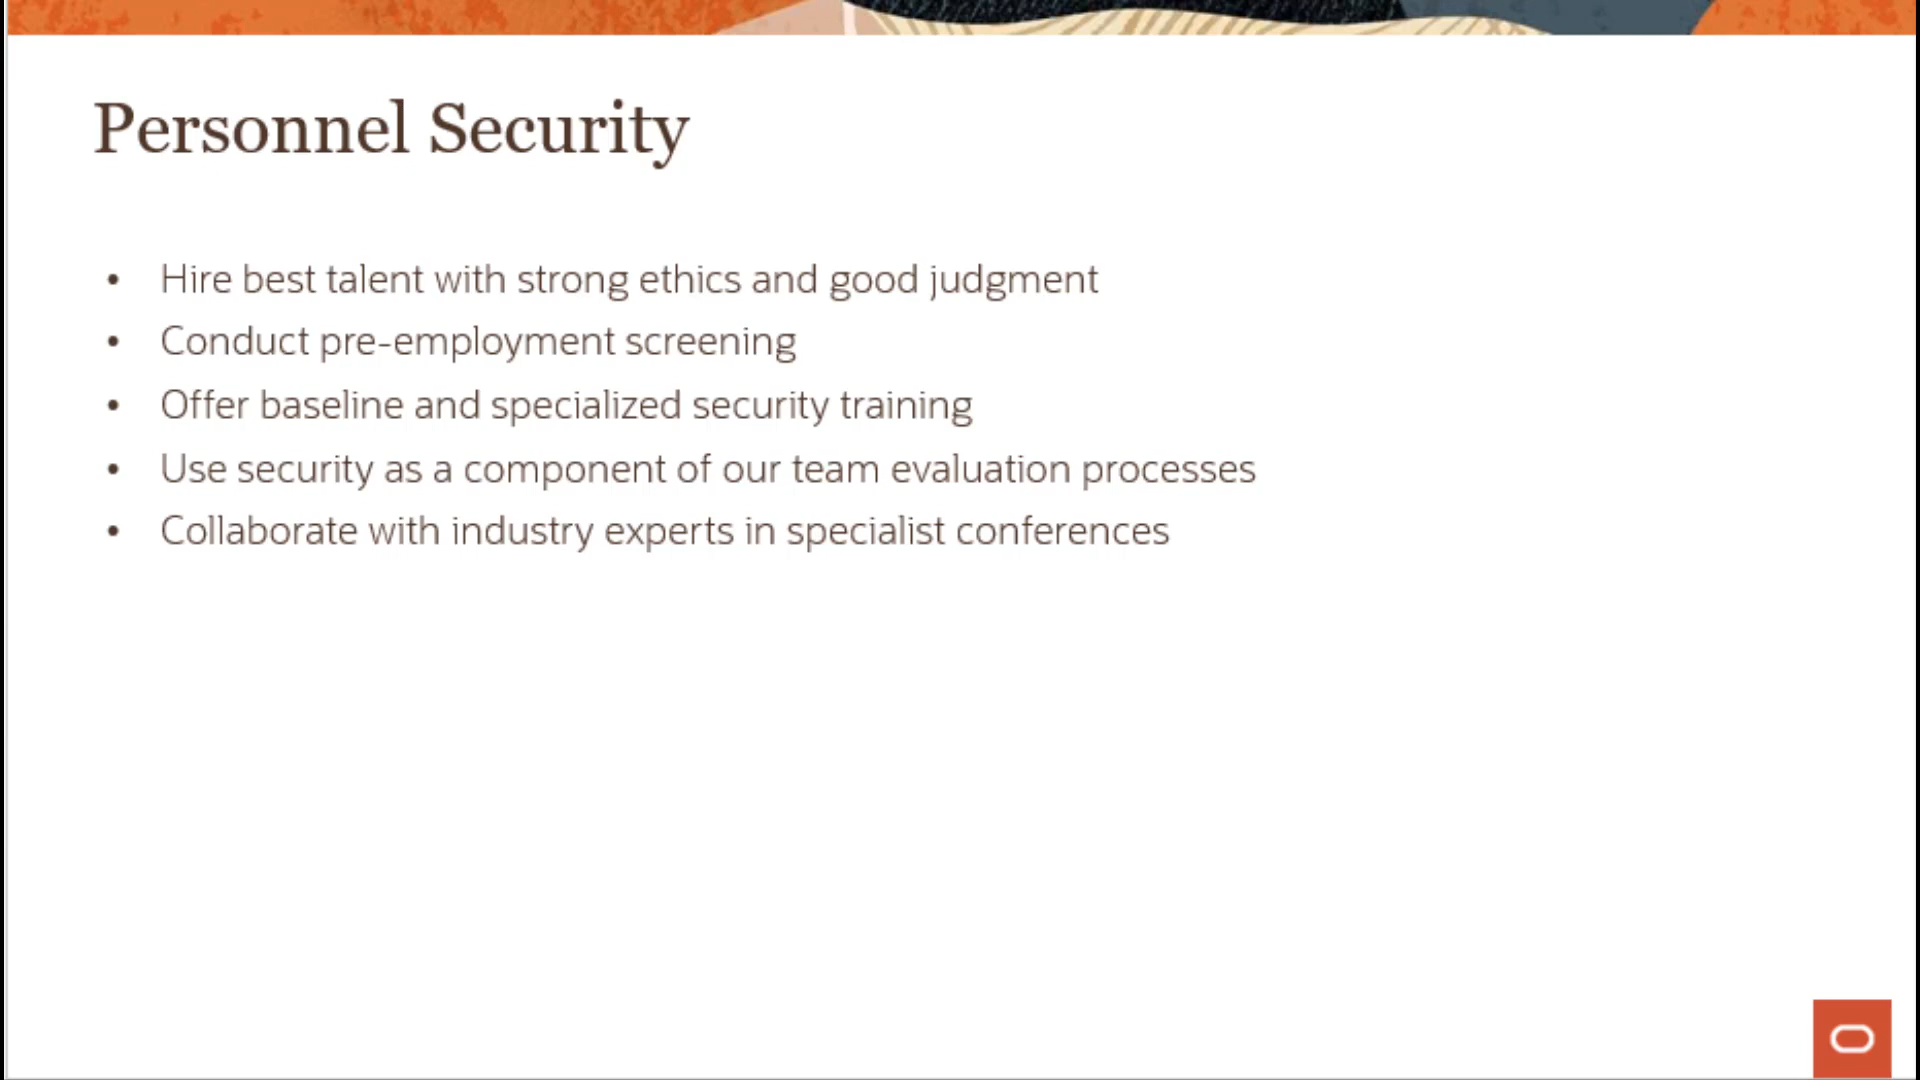 Personnel Security
• Hire best talent with strong ethics and good judgment
• Conduct pre-employment screening
• Offer baseline and specialized security training
• Use security as a component of our team evaluation processes
• Collaborate with industry experts in specialist conferences